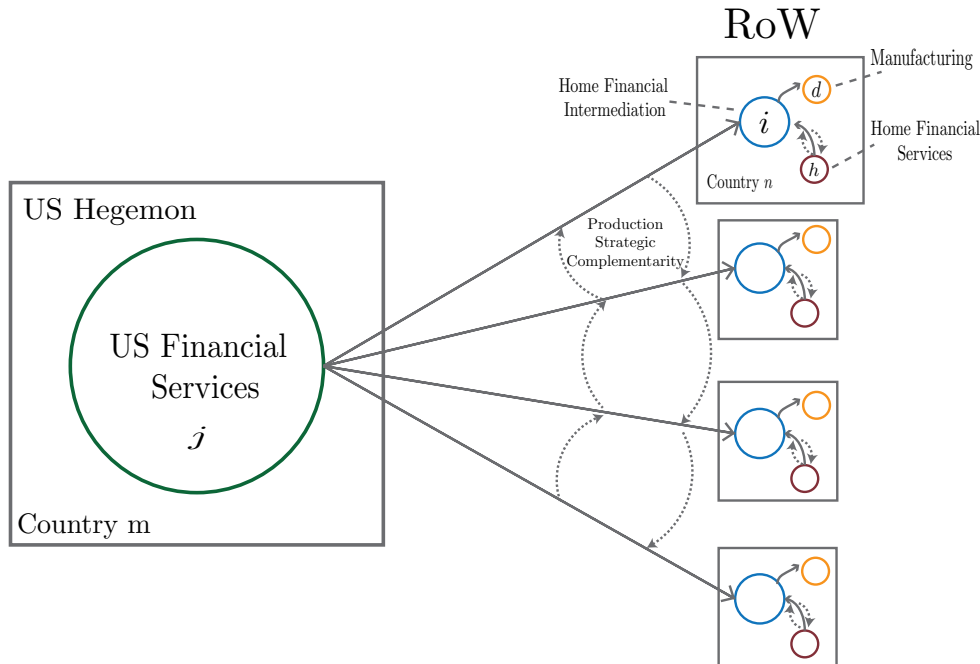 RoW
Manufacturing
Home Financial
Intermediation
d
i
Home Financial
Services
h
Country n
US Hegemon
Production
Strategic
Complementarity
US Financial
Services
j
Country m